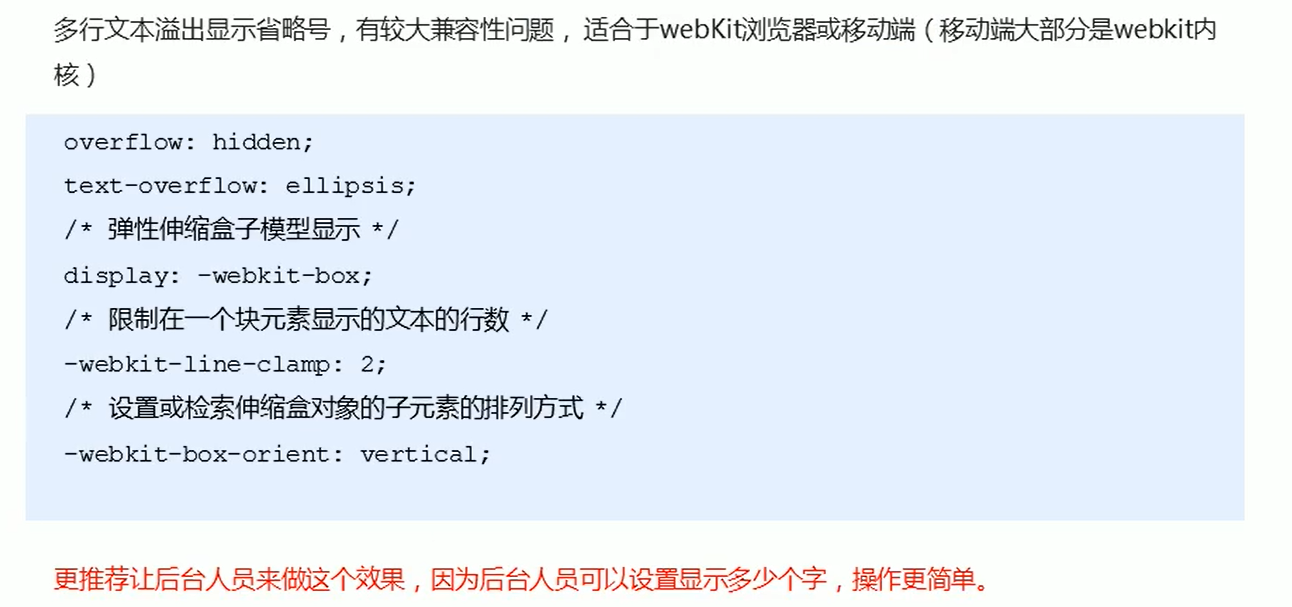 多行文本溢出显示省略号，有较大兼容性问题， 适合于webKit浏览器或移动端（移动端大部分是webkit内
核）
overflow: hidden;
text-overflow: ellipsis;
/* 弹性伸缩盒子模型显示 */
display: -webkit-box;
/* 限制在一个块元素显示的文本的行数 */
-webkit-line-clamp: 2;
/* 设置或检索伸缩盒对象的子元素的排列方式 */
-webkit-box-orient: vertical;
更推荐让后台人员来做这个效果，因为后台人员可以设置显示多少个字，操作更简单。